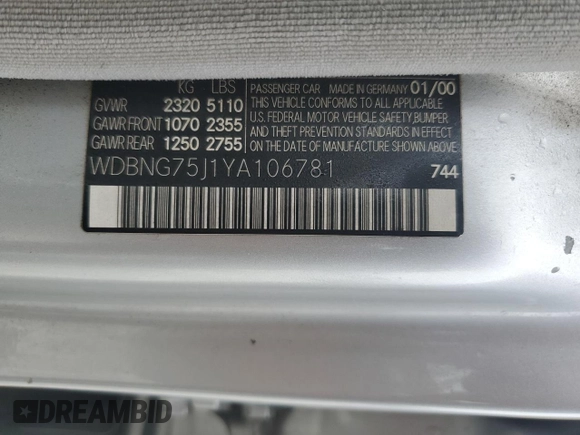 KG LBS
GVWR 2320 5110
GAWR FRONT 1070 2355
GAWR REAR 1250 2755
PASSENGER CAR MADE IN GERMANY 01/00
THIS VEHICLE CONFORMS TO ALL APPLICABLE
U.S. FEDERAL MOTOR VEHICLE SAFETY, BUMPER
AND THEFT PREVENTION STANDARDS IN EFFECT
ON THE DATE OF MANUFACTURE SHOWN ABOVE.
WDBNG75J1YA106781
744
DREAMBID